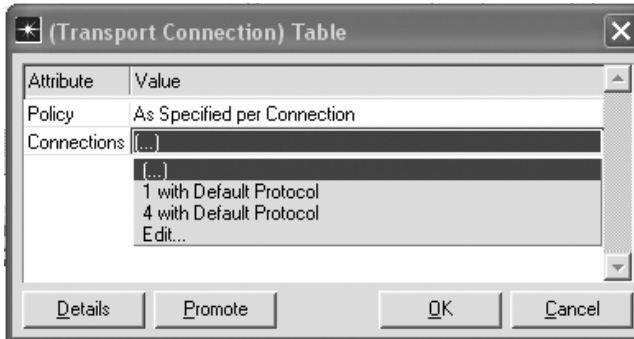 (Transport Connection) Table
Attribute Value
Policy As Specified per Connection
Connections (...)
(...)
1 with Default Protocol
4 with Default Protocol
Edit...
Details Promote OK Cancel